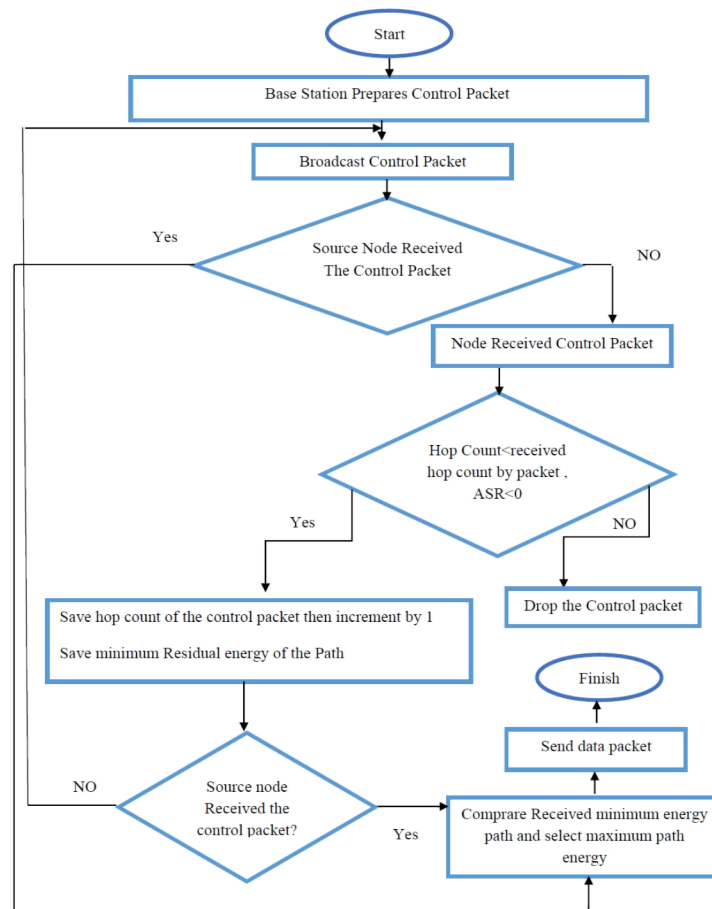 Start
Base Station Prepares Control Packet
Broadcast Control Packet
Yes
Source Node Received
The Control Packet
NO
Node Received Control Packet
Hop Count<received
hop count by packet ,
ASR<0
Yes
NO
Save hop count of the control packet then increment by 1
Save minimum Residual energy of the Path
Drop the Control packet
Finish
Send data packet
NO
Source node
Received the
control packet?
Yes
Comprare Received minimum energy
path and select maximum path
energy